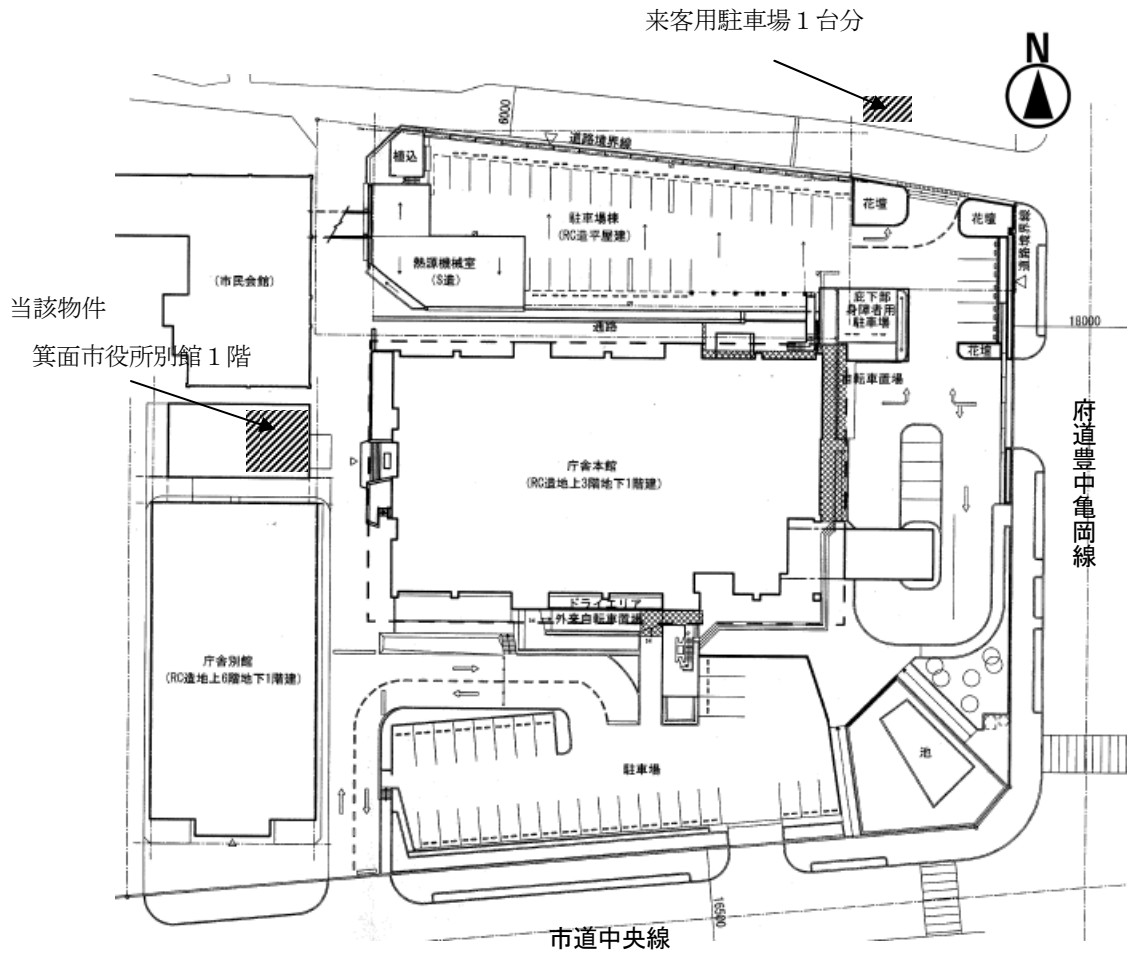 来客用駐車場１台分
N
6000
道路境界線
植込
花壇
花壇
道路境界線
駐車場棟
(RC造平屋建)
熱源機械室
(S造)
(市民会館)
庇下部
身障者用
駐車場
当該物件
通路
18000
箕面市役所別館１階
花壇
自転車置場
府道豊中亀岡線
庁舎本館
(RC造地上3階地下1階建)
ドライエリア
外来自転車置場
庁舎別館
(RC造地上6階地下1階建)
池
駐車場
16500
市道中央線